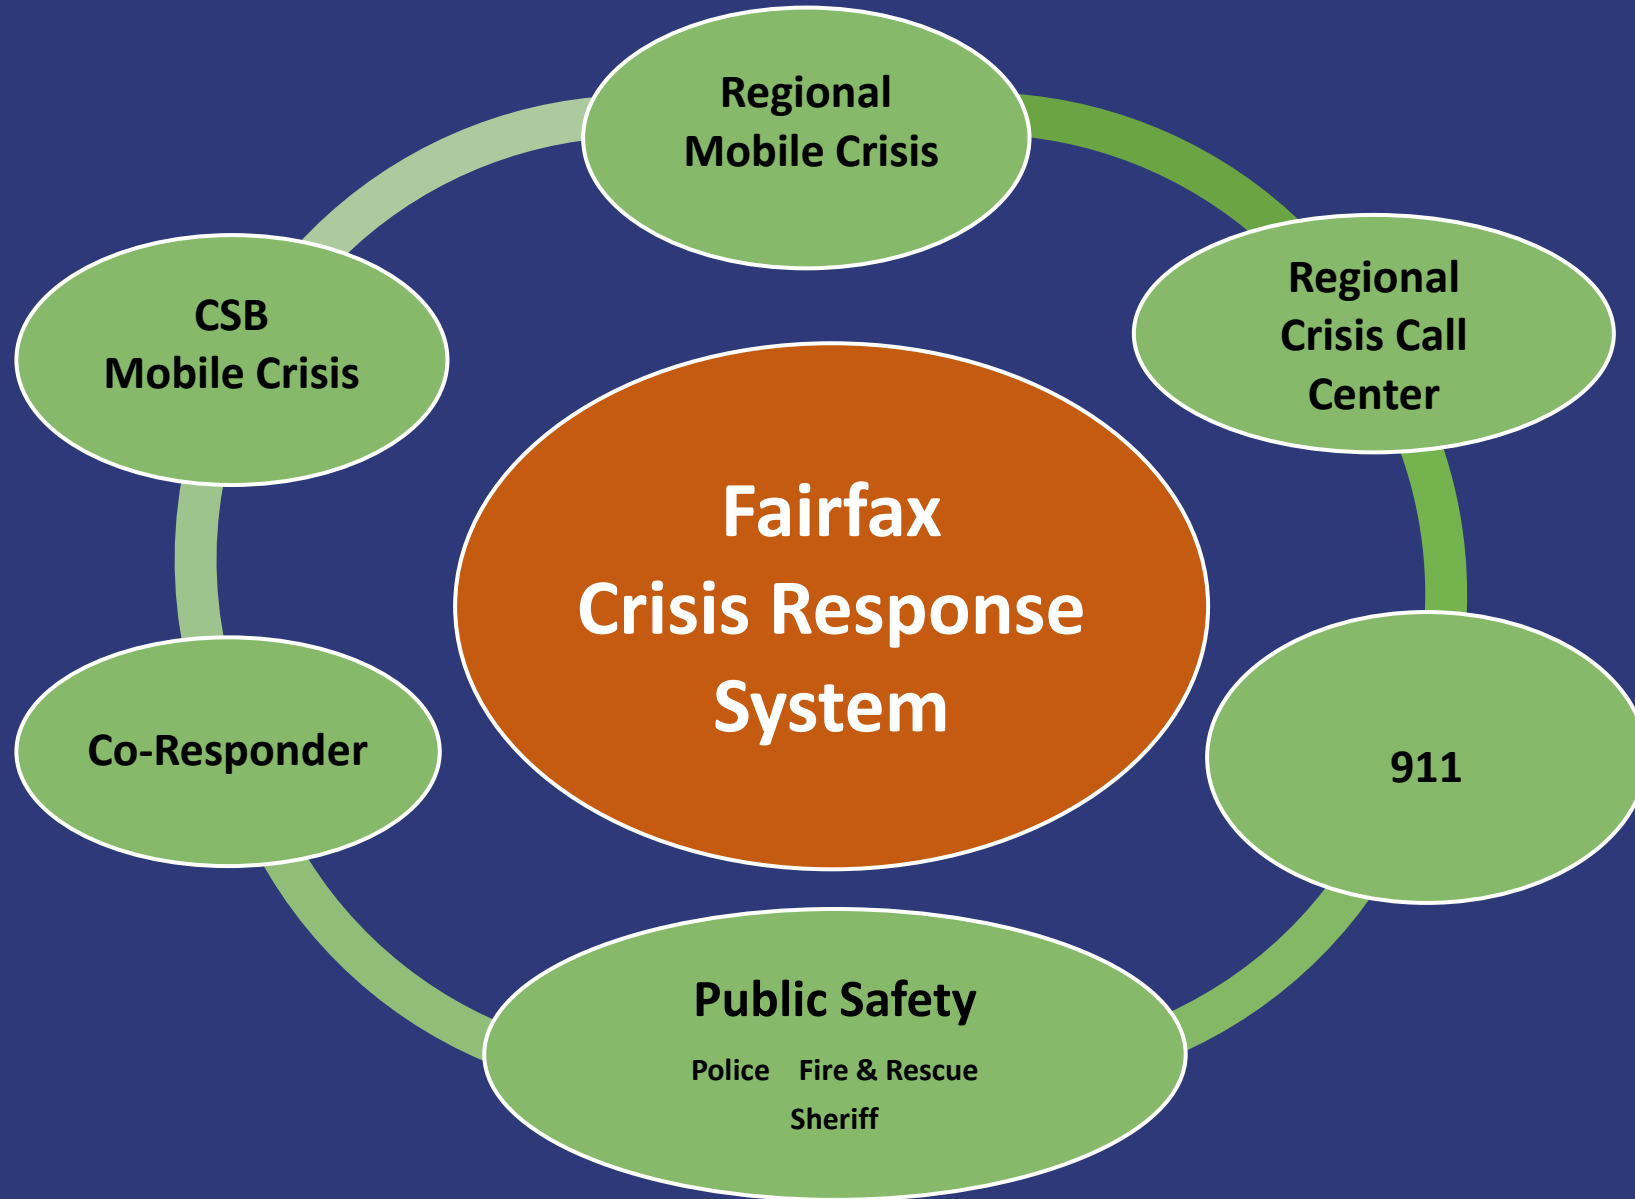 Regional
Mobile Crisis
Regional
Crisis Call
Center
911
Public Safety
Police Fire & Rescue
Sheriff
Co-Responder
CSB
Mobile Crisis
Fairfax
Crisis Response
System